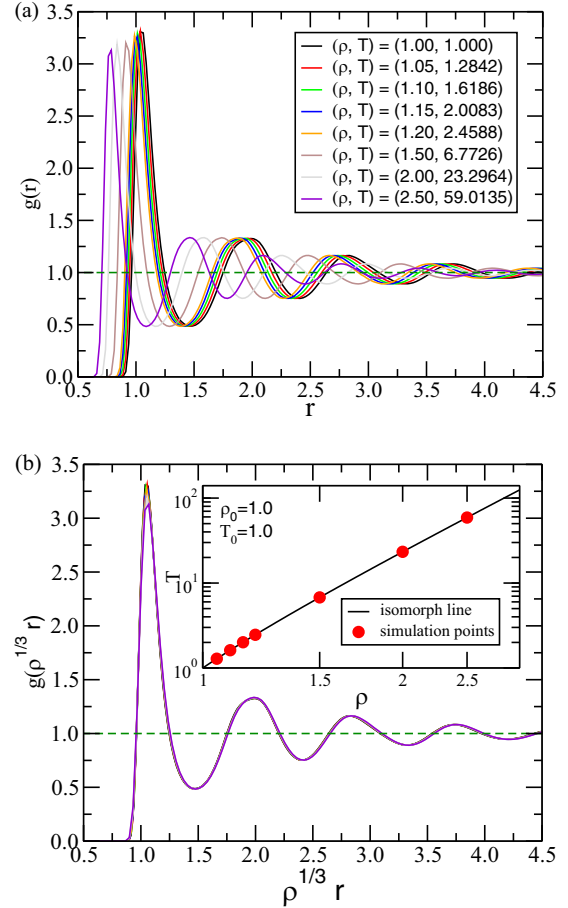 (a)
3.5
3.0
2.5
2.0
1.5
1.0
0.5
0.0
g(r)
(ρ, T) = (1.00, 1.000)
(ρ, T) = (1.05, 1.2842)
(ρ, T) = (1.10, 1.6186)
(ρ, T) = (1.15, 2.0083)
(ρ, T) = (1.20, 2.4588)
(ρ, T) = (1.50, 6.7726)
(ρ, T) = (2.00, 23.2964)
(ρ, T) = (2.50, 59.0135)
0.5 1.0 1.5 2.0 2.5 3.0 3.5 4.0 4.5
r
(b)
3.5
3.0
2.5
2.0
1.5
1.0
0.5
0.0
g(ρ^1/3 r)
ρ₀=1.0
T₀=1.0
10²
10¹
10⁰
T
isomorph line
simulation points
1 1.5 2 2.5
ρ
0.5 1.0 1.5 2.0 2.5 3.0 3.5 4.0 4.5
ρ^1/3 r